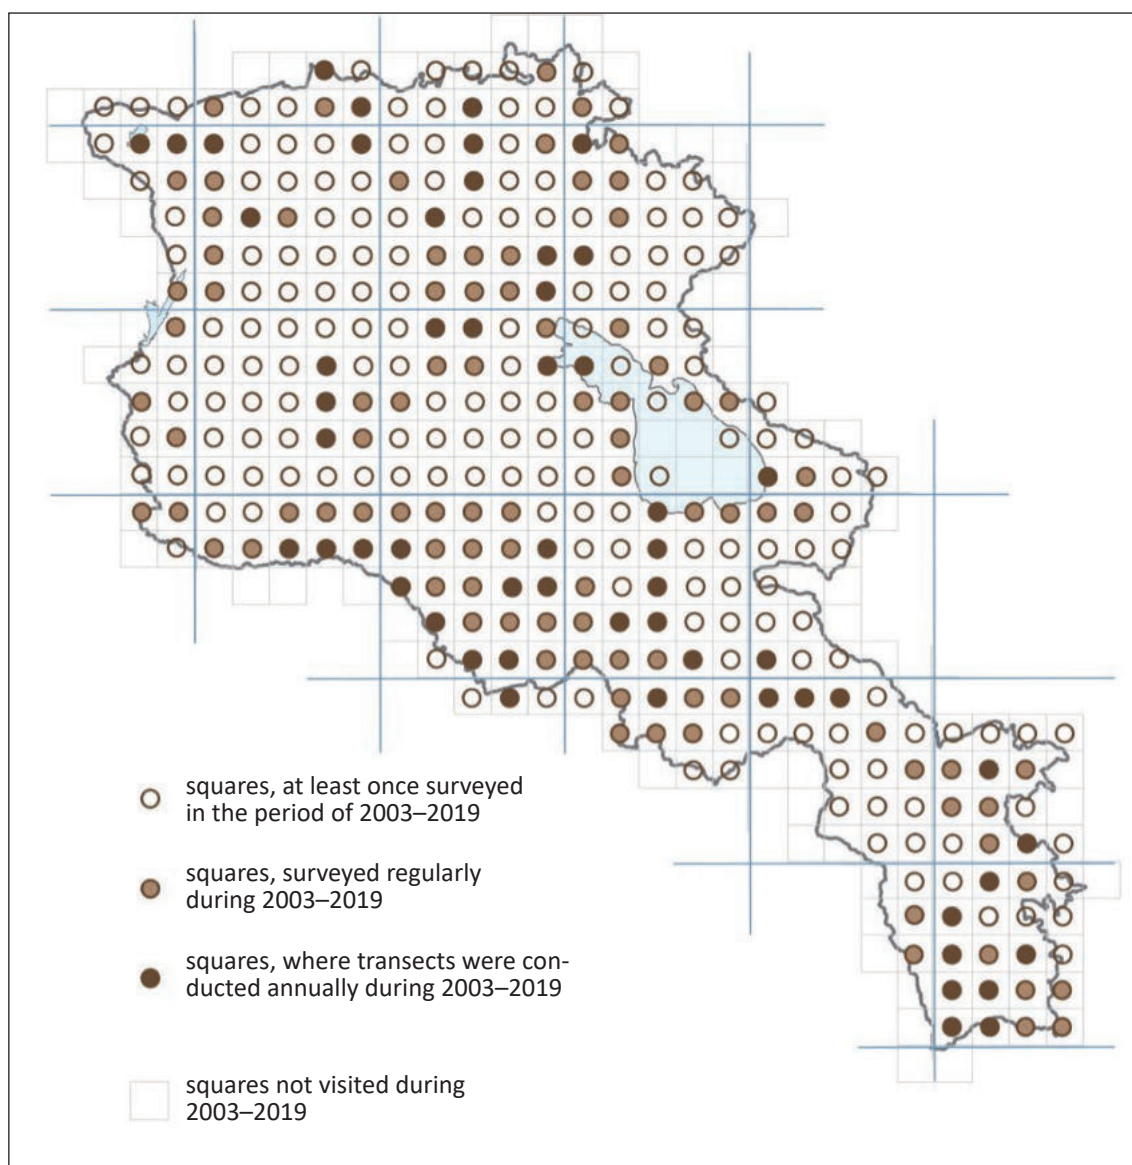 squares, at least once surveyed
in the period of 2003–2019
squares, surveyed regularly
during 2003–2019
squares, where transects were con-
ducted annually during 2003–2019
squares not visited during
2003–2019